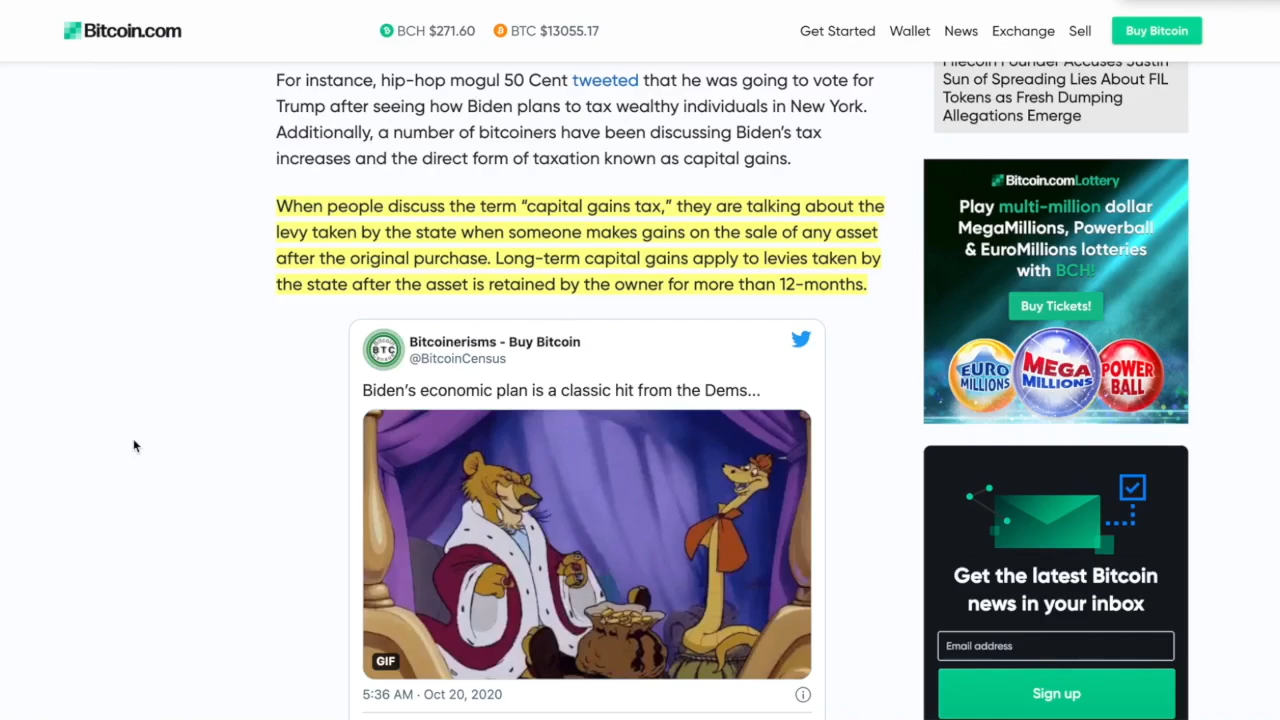 Bitcoin.com
BCH $271.60
BTC $13055.17
Get Started
Wallet
News
Exchange
Sell
Buy Bitcoin
For instance, hip-hop mogul 50 Cent tweeted that he was going to vote for
Trump after seeing how Biden plans to tax wealthy individuals in New York.
Additionally, a number of bitcoiners have been discussing Biden’s tax
increases and the direct form of taxation known as capital gains.
When people discuss the term “capital gains tax,” they are talking about the
levy taken by the state when someone makes gains on the sale of any asset
after the original purchase. Long-term capital gains apply to levies taken by
the state after the asset is retained by the owner for more than 12-months.
BTC
Bitcoinerisms - Buy Bitcoin
@BitcoinCensus
Biden’s economic plan is a classic hit from the Dems...
GIF
5:36 AM · Oct 20, 2020
Filecoin Founder Accuses Justin
Sun of Spreading Lies About FIL
Tokens as Fresh Dumping
Allegations Emerge
Bitcoin.com Lottery
Play multi-million dollar
MegaMillions, Powerball
& EuroMillions lotteries
with BCH!
Buy Tickets!
EURO
MILLIONS
MEGA
MILLIONS
POWER
BALL
Get the latest Bitcoin
news in your inbox
Email address
Sign up